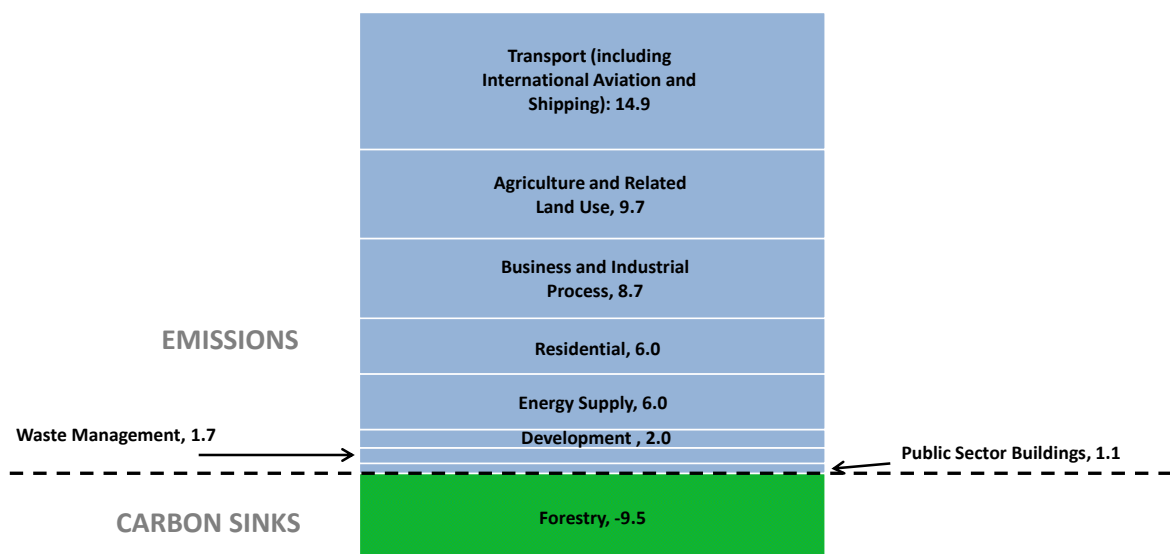 Transport (including
International Aviation and
Shipping): 14.9
Agriculture and Related
Land Use, 9.7
Business and Industrial
Process, 8.7
EMISSIONS
Residential, 6.0
Energy Supply, 6.0
Waste Management, 1.7
Development , 2.0
Public Sector Buildings, 1.1
CARBON SINKS
Forestry, -9.5